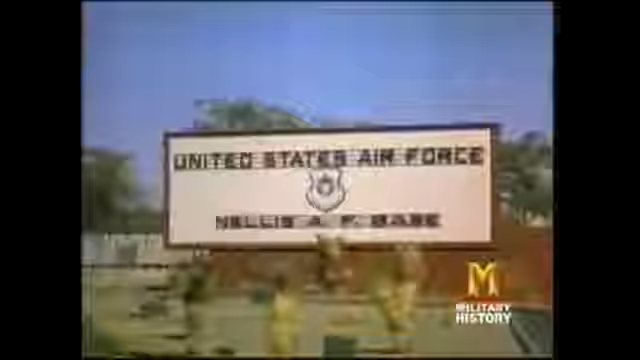 UNITED STATES AIR FORCE
NELLIS A. F. BASE
M
MILITARY
HISTORY